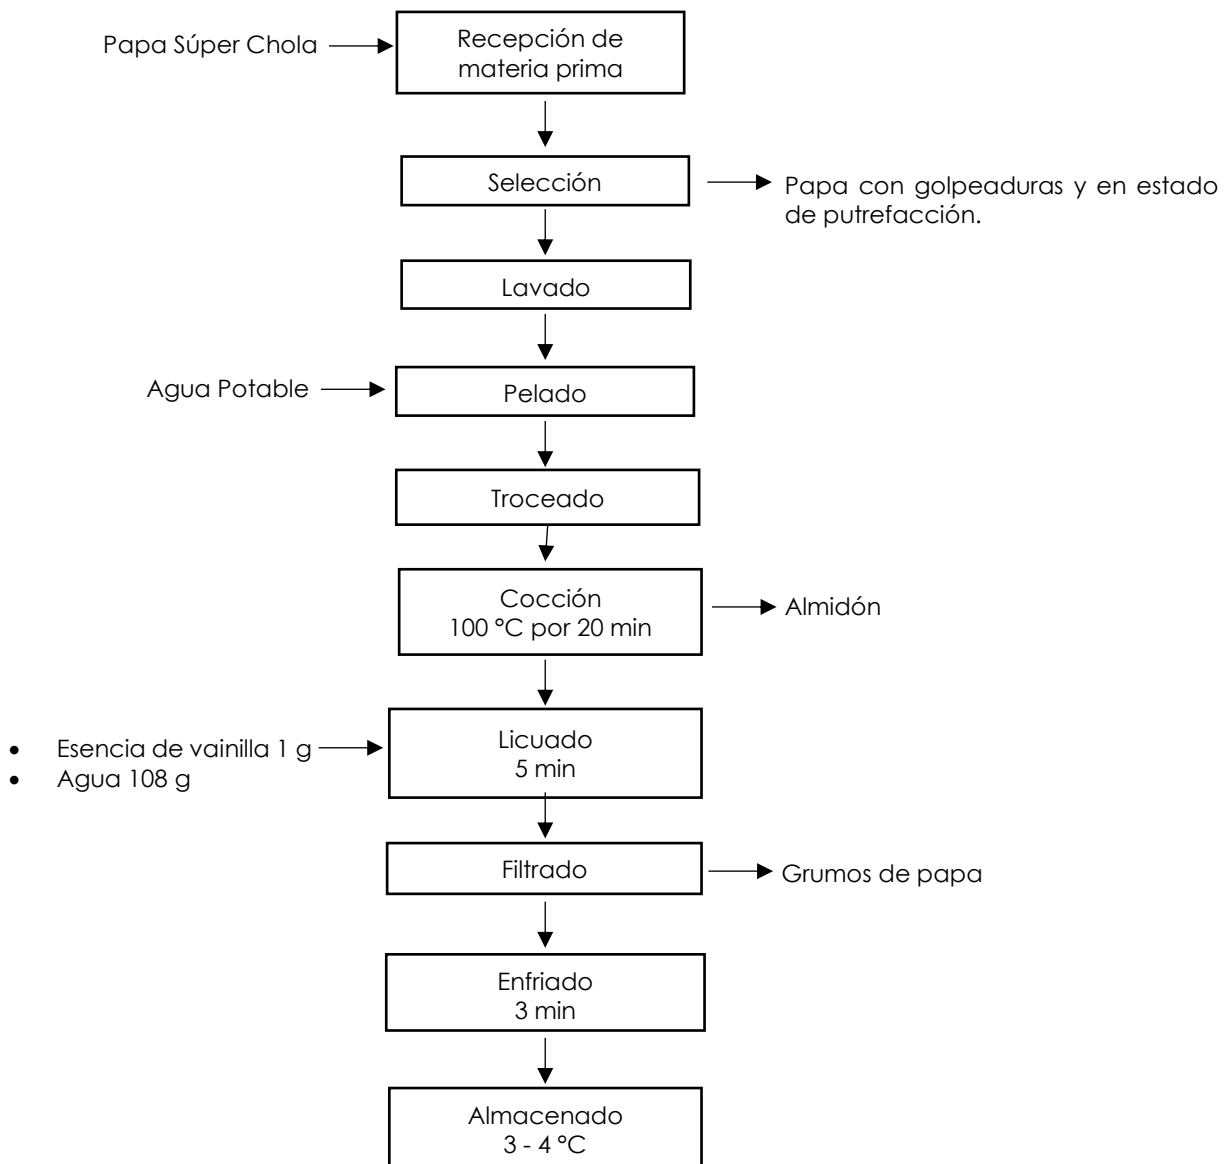 Papa Súper Chola
Recepción de
materia prima
Selección
Papa con golpeaduras y en estado
de putrefacción.
Lavado
Agua Potable
Pelado
Troceado
Cocción
100 °C por 20 min
Almidón
• Esencia de vainilla 1 g
• Agua 108 g
Licuado
5 min
Filtrado
Grumos de papa
Enfriado
3 min
Almacenado
3 - 4 °C